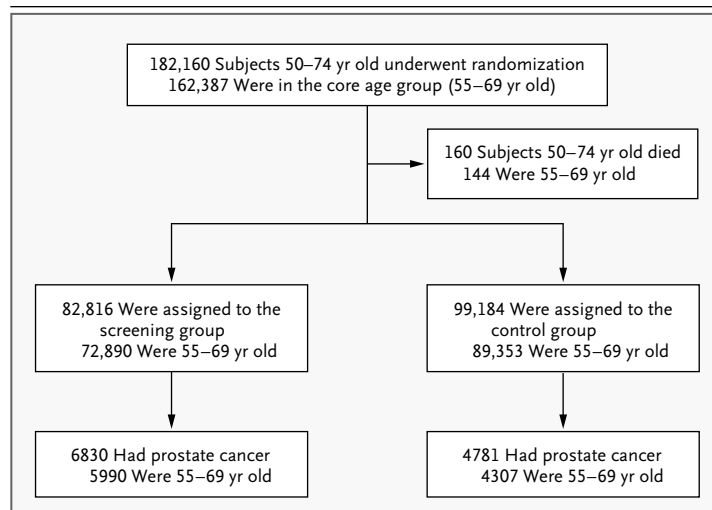 182,160 Subjects 50–74 yr old underwent randomization
162,387 Were in the core age group (55–69 yr old)
160 Subjects 50–74 yr old died
144 Were 55–69 yr old
82,816 Were assigned to the
screening group
72,890 Were 55–69 yr old
99,184 Were assigned to the
control group
89,353 Were 55–69 yr old
6830 Had prostate cancer
5990 Were 55–69 yr old
4781 Had prostate cancer
4307 Were 55–69 yr old